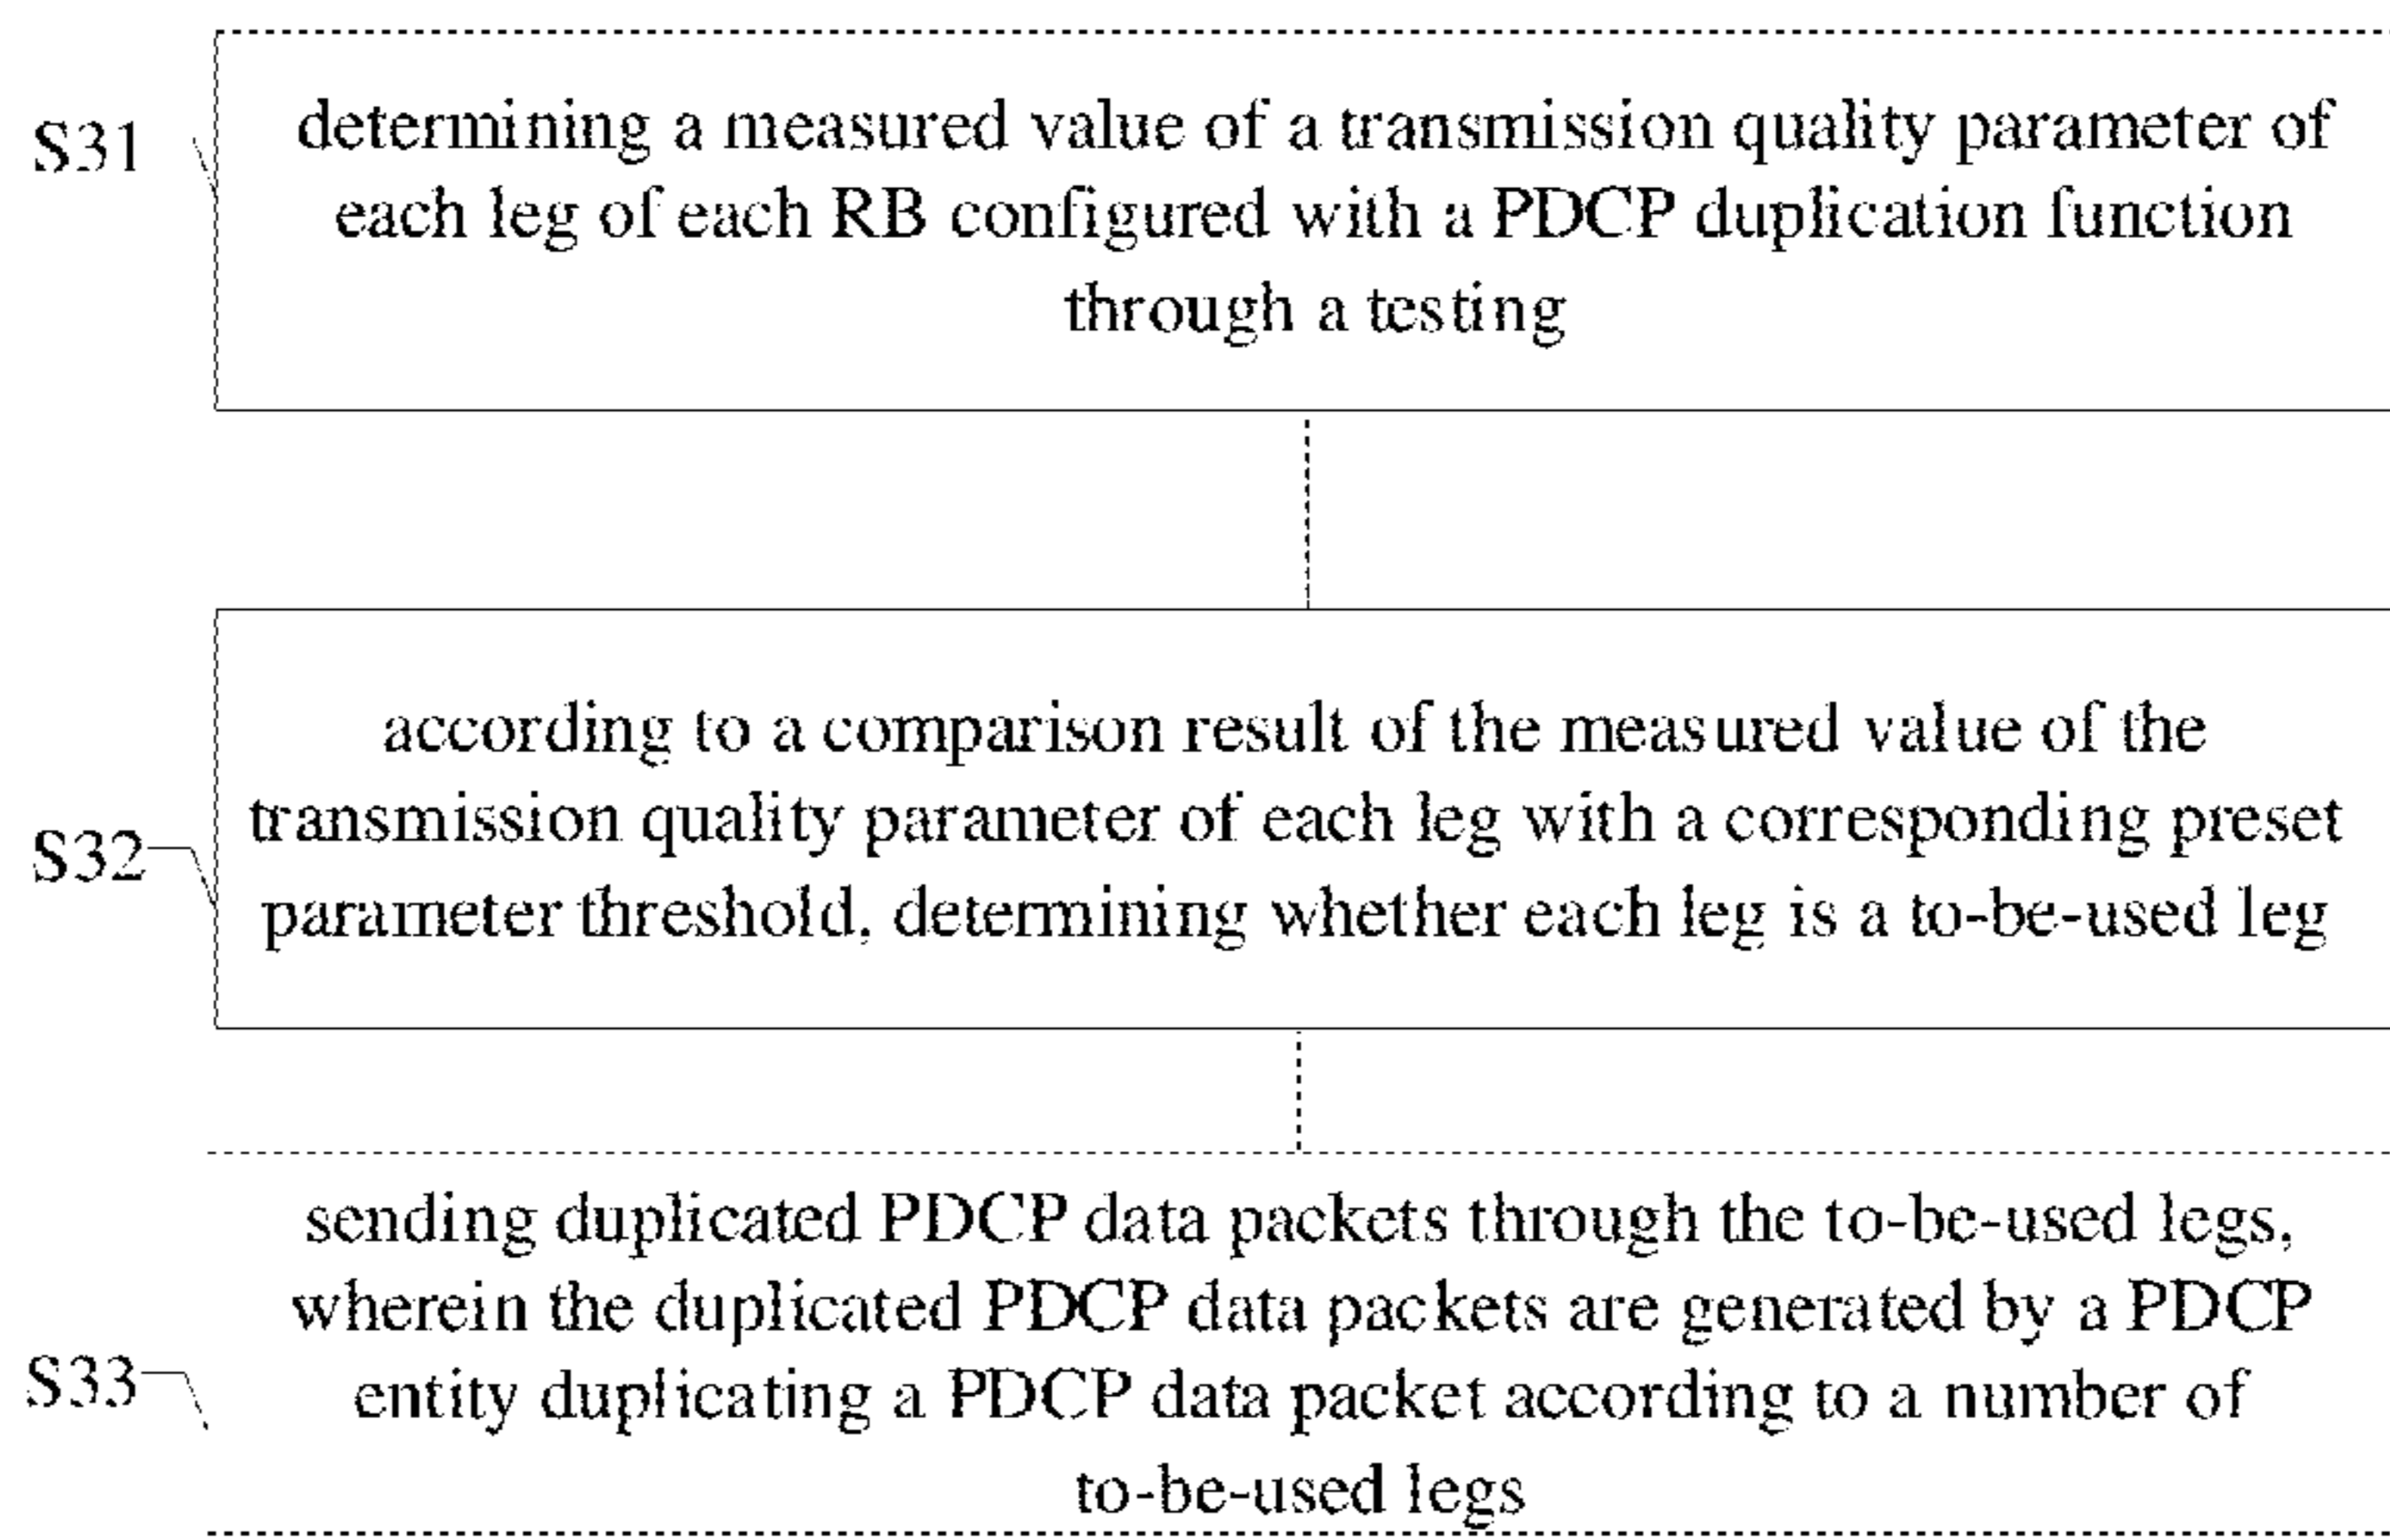 S31
determining a measured value of a transmission quality parameter of
each leg of each RB configured with a PDCP duplication function
through a testing
S32
according to a comparison result of the measured value of the
transmission quality parameter of each leg with a corresponding preset
parameter threshold, determining whether each leg is a to-be-used leg
S33
sending duplicated PDCP data packets through the to-be-used legs,
wherein the duplicated PDCP data packets are generated by a PDCP
entity duplicating a PDCP data packet according to a number of
to-be-used legs